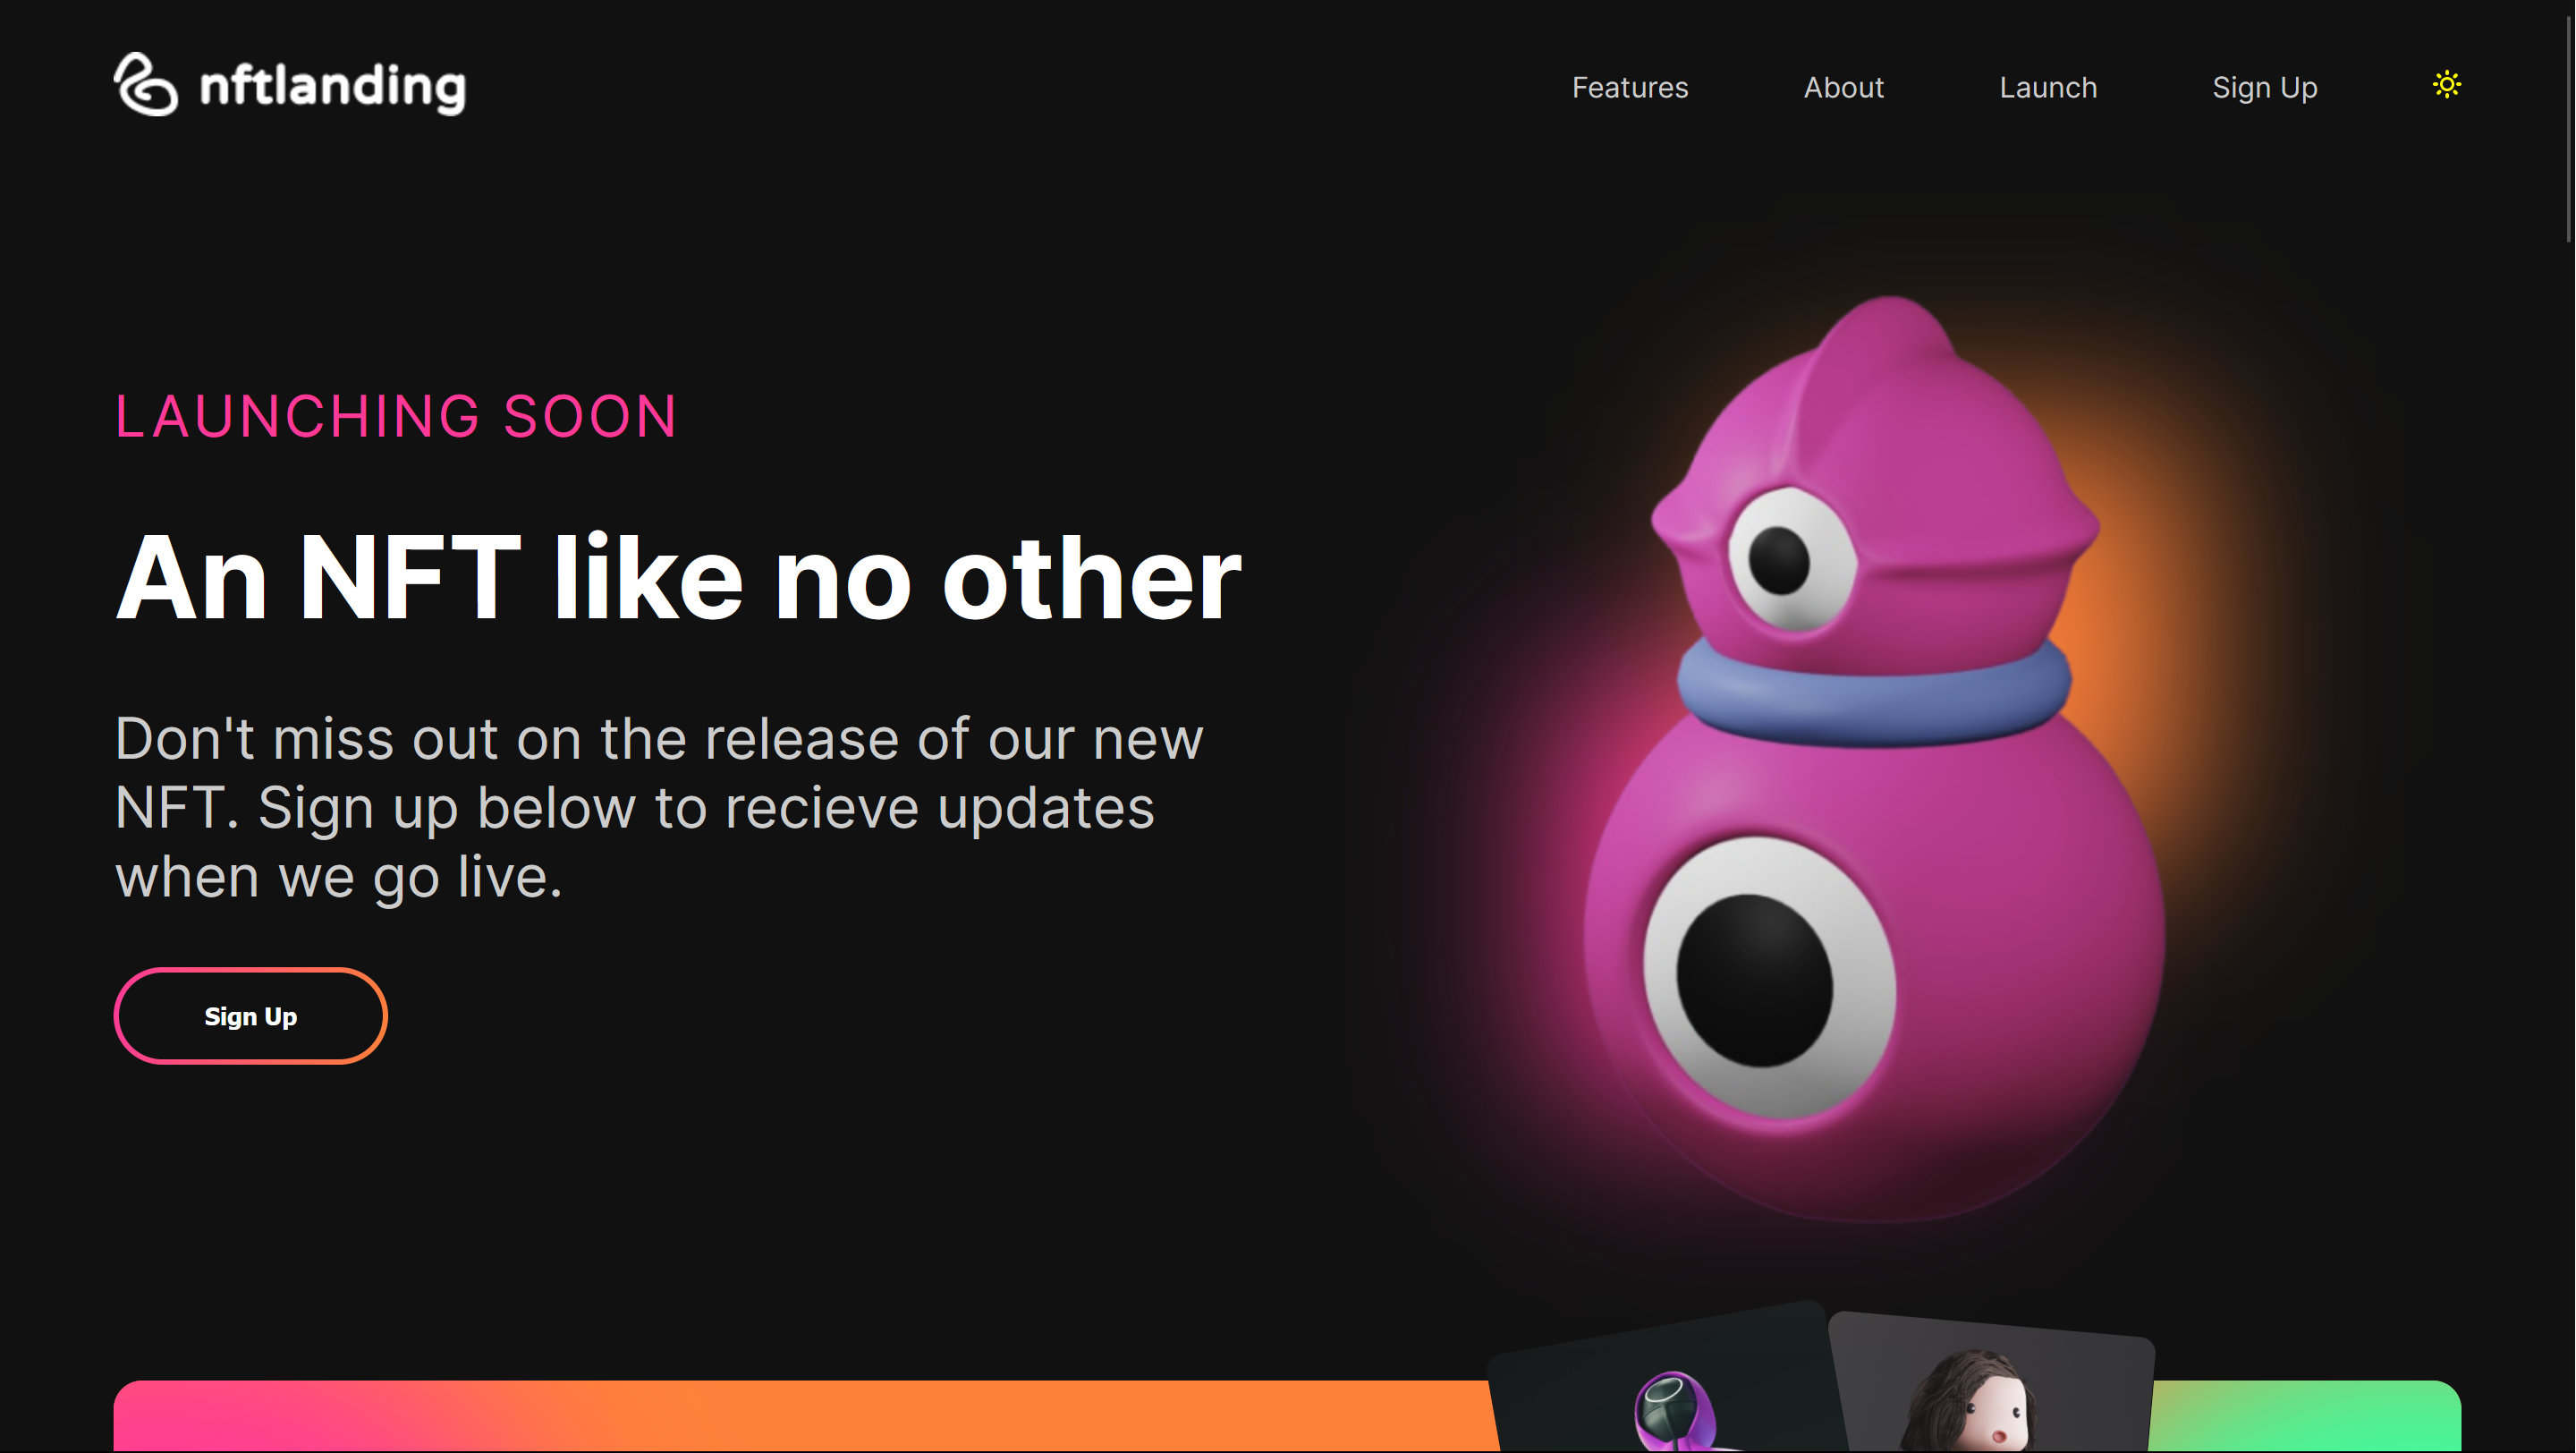 nftlanding
Features
About
Launch
Sign Up
LAUNCHING SOON
An NFT like no other
Don't miss out on the release of our new
NFT. Sign up below to recieve updates
when we go live.
Sign Up